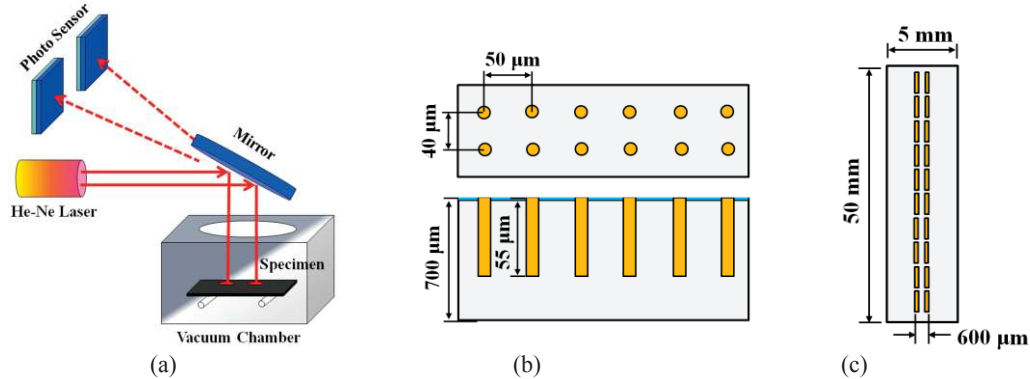 Photo Sensor
Mirror
He-Ne Laser
Specimen
Vacuum Chamber
(a)
50 μm
40 μm
700 μm
55 μm
(b)
5 mm
50 mm
600 μm
(c)